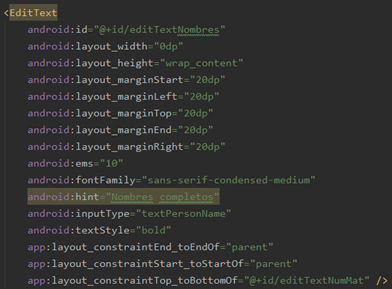 <EditText
android:id="@+id/editTextNombres"
android:layout_width="0dp"
android:layout_height="wrap_content"
android:layout_marginStart="20dp"
android:layout_marginLeft="20dp"
android:layout_marginTop="20dp"
android:layout_marginEnd="20dp"
android:layout_marginRight="20dp"
android:ems="10"
android:fontFamily="sans-serif-condensed-medium"
android:hint="Nombres completos"
android:inputType="textPersonName"
android:textStyle="bold"
app:layout_constraintEnd_toEndOf="parent"
app:layout_constraintStart_toStartOf="parent"
app:layout_constraintTop_toBottomOf="@+id/editTextNumMat" />